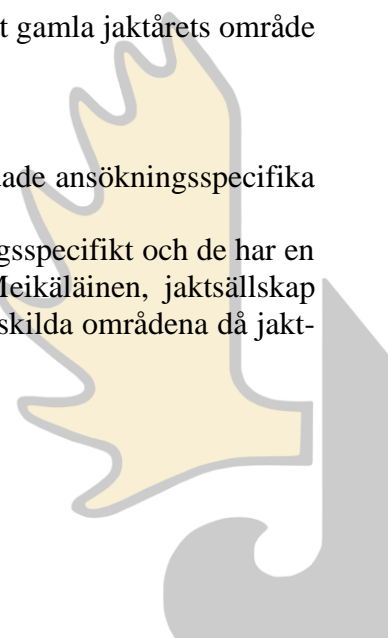 t gamla jaktårets område
ade ansökningsspecifika
gsspecifikt och de har en
Meikäläinen, jaktsällskap
skilda områdena då jakt-